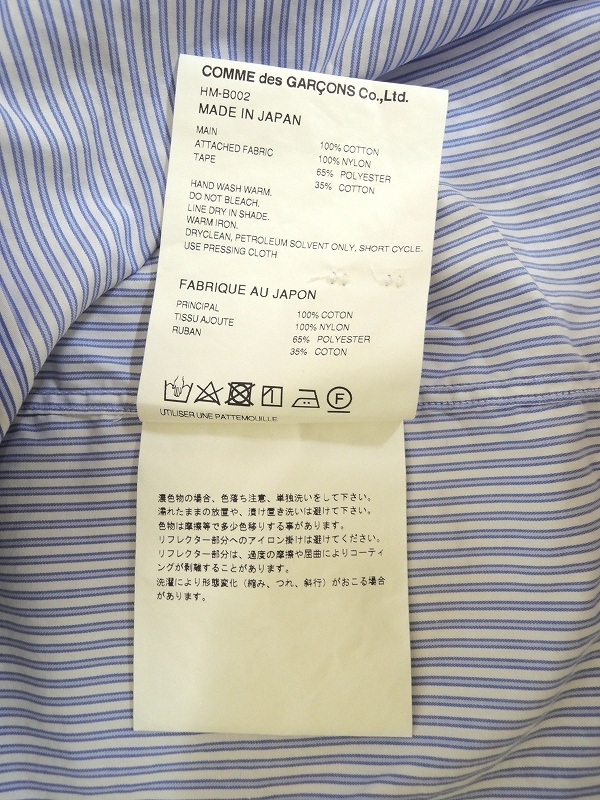 COMME des GARÇONS Co.,Ltd.
HM-B002
MADE IN JAPAN
MAIN 100% COTTON
ATTACHED FABRIC 100% NYLON
TAPE 65% POLYESTER
35% COTTON
HAND WASH WARM.
DO NOT BLEACH.
LINE DRY IN SHADE.
WARM IRON.
DRYCLEAN, PETROLEUM SOLVENT ONLY, SHORT CYCLE.
USE PRESSING CLOTH
FABRIQUE AU JAPON
PRINCIPAL 100% COTON
TISSU AJOUTE 100% NYLON
RUBAN 65% POLYESTER
35% COTON
F
UTILISER UNE PATTEMOUILLE
濃色物の場合、色落ち注意、単独洗いをして下さい。
濡れたままの放置や、漬け置き洗いは避けて下さい。
色物は摩擦等で多少色移りする事があります。
リフレクター部分へのアイロン掛けは避けてください。
リフレクター部分は、過度の摩擦や屈曲によりコーティ
ングが剥離することがあります。
洗濯により形態変化（縮み、つれ、斜行）がおこる場合
があります。